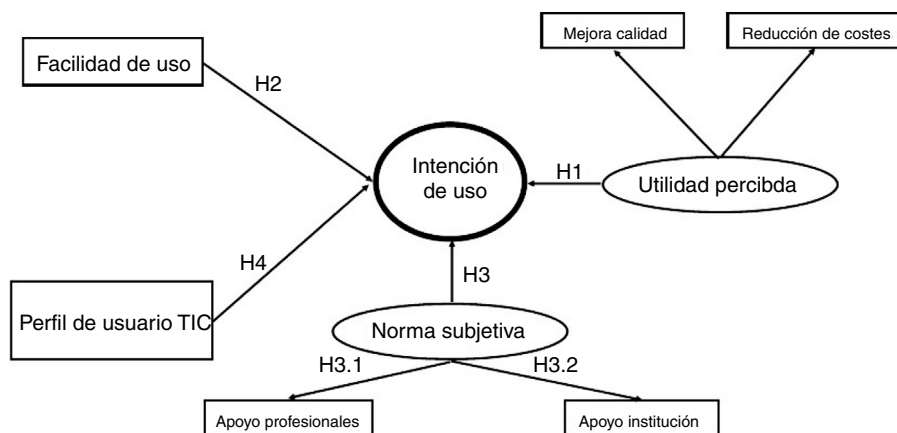 Mejora calidad
Reducción de costes
Facilidad de uso
H2
Intención
de uso
H1
Utilidad percibda
H4
H3
Perfil de usuario TIC
Norma subjetiva
H3.1
H3.2
Apoyo profesionales
Apoyo institución